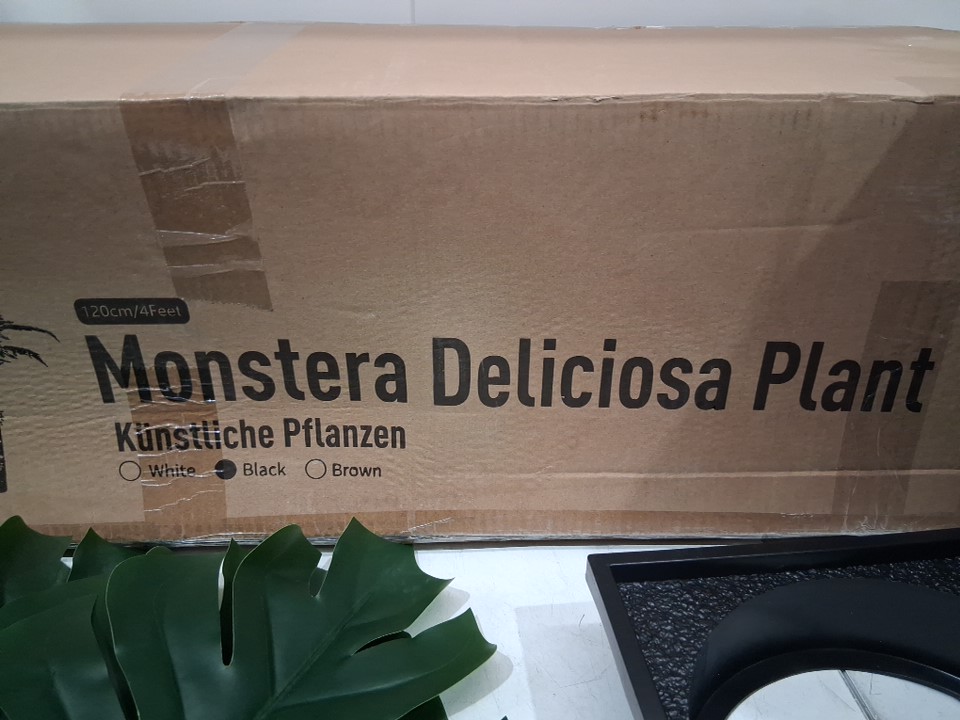 120cm/4Feet
Monstera Deliciosa Plant
Künstliche Pflanzen
White Black Brown